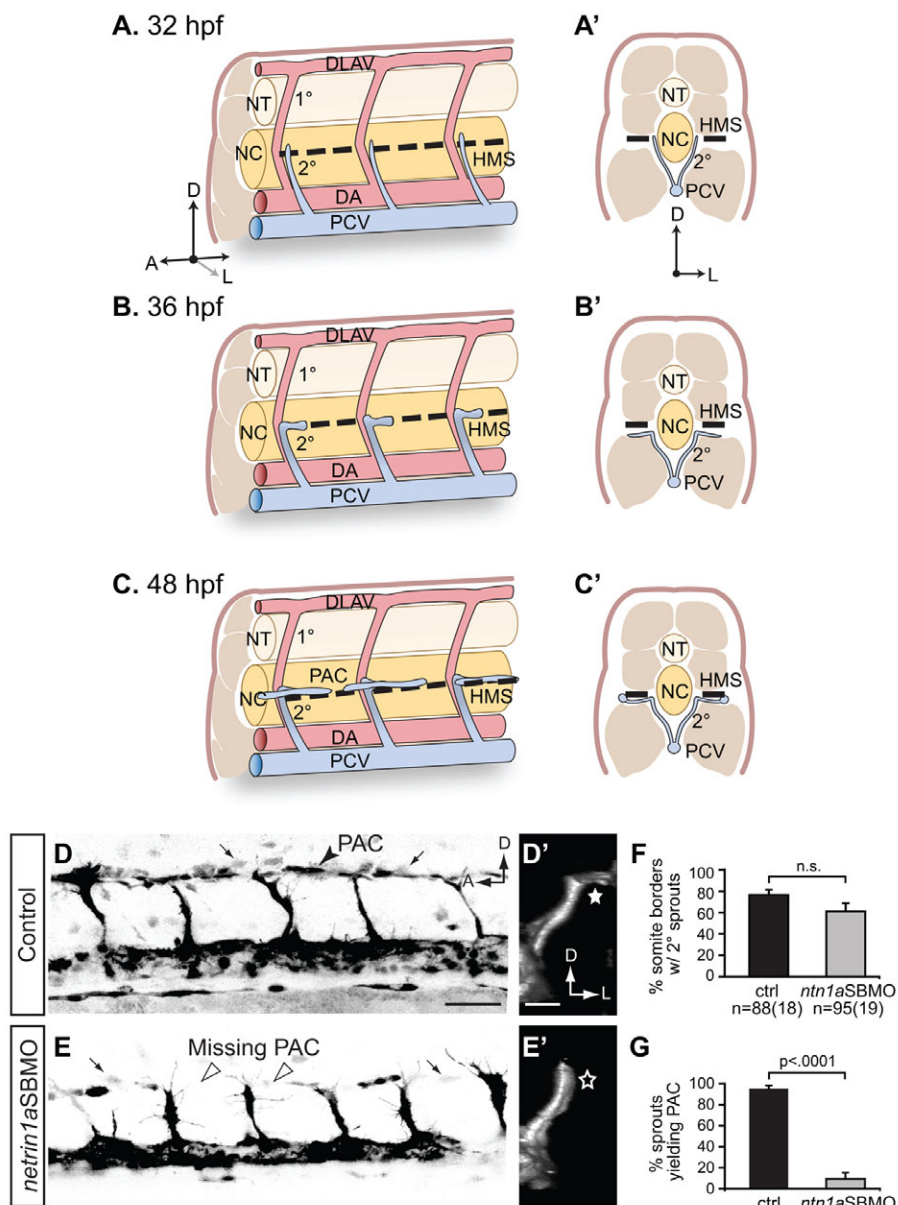 A. 32 hpf
DLAV
NT
1°
NC
2°
HMS
DA
PCV
D
A
L
A'
NT
NC
HMS
2°
PCV
D
L
B. 36 hpf
DLAV
NT
1°
NC
2°
HMS
DA
PCV
B'
NT
NC
HMS
2°
PCV
C. 48 hpf
DLAV
NT
1°
PAC
NC
2°
HMS
DA
PCV
C'
NT
NC
HMS
2°
PCV
Control
D
PAC
D
A
D'
D
L
F
n.s.
% somite borders
w/ 2° sprouts
100
80
60
40
20
0
ctrl
ntn1aSBMO
n=88(18)
n=95(19)
netrin1aSBMO
E
Missing PAC
E'
G
p<.0001
% sprouts
yielding PAC
100
80
60
40
20
0
ctrl
ntn1aSBMO